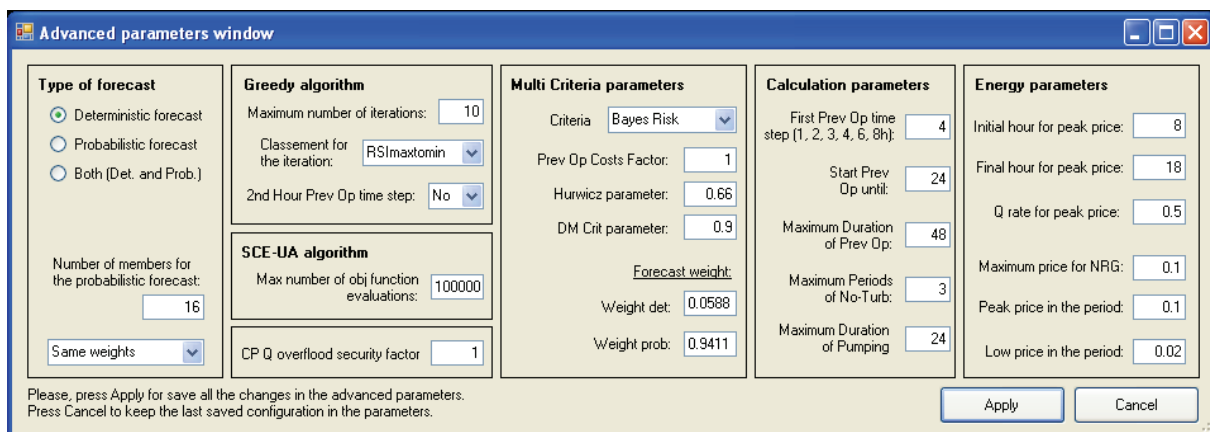 Advanced parameters window
Type of forecast
Deterministic forecast
Probabilistic forecast
Both (Det. and Prob.)
Number of members for
the probabilistic forecast:
16
Same weights
Greedy algorithm
Maximum number of iterations: 10
Classement for
the iteration: RSImaxtomin
2nd Hour Prev Op time step: No
SCE-UA algorithm
Max number of obj function
evaluations: 100000
CP Q overflood security factor 1
Multi Criteria parameters
Criteria Bayes Risk
Prev Op Costs Factor: 1
Hurwicz parameter: 0.66
DM Crit parameter: 0.9
Forecast weight:
Weight det: 0.0588
Weight prob: 0.9411
Calculation parameters
First Prev Op time
step (1, 2, 3, 4, 6, 8h): 4
Start Prev
Op until: 24
Maximum Duration
of Prev Op: 48
Maximum Periods
of No-Turb: 3
Maximum Duration
of Pumping 24
Energy parameters
Initial hour for peak price: 8
Final hour for peak price: 18
Q rate for peak price: 0.5
Maximum price for NRG: 0.1
Peak price in the period: 0.1
Low price in the period: 0.02
Please, press Apply for save all the changes in the advanced parameters.
Press Cancel to keep the last saved configuration in the parameters.
Apply
Cancel